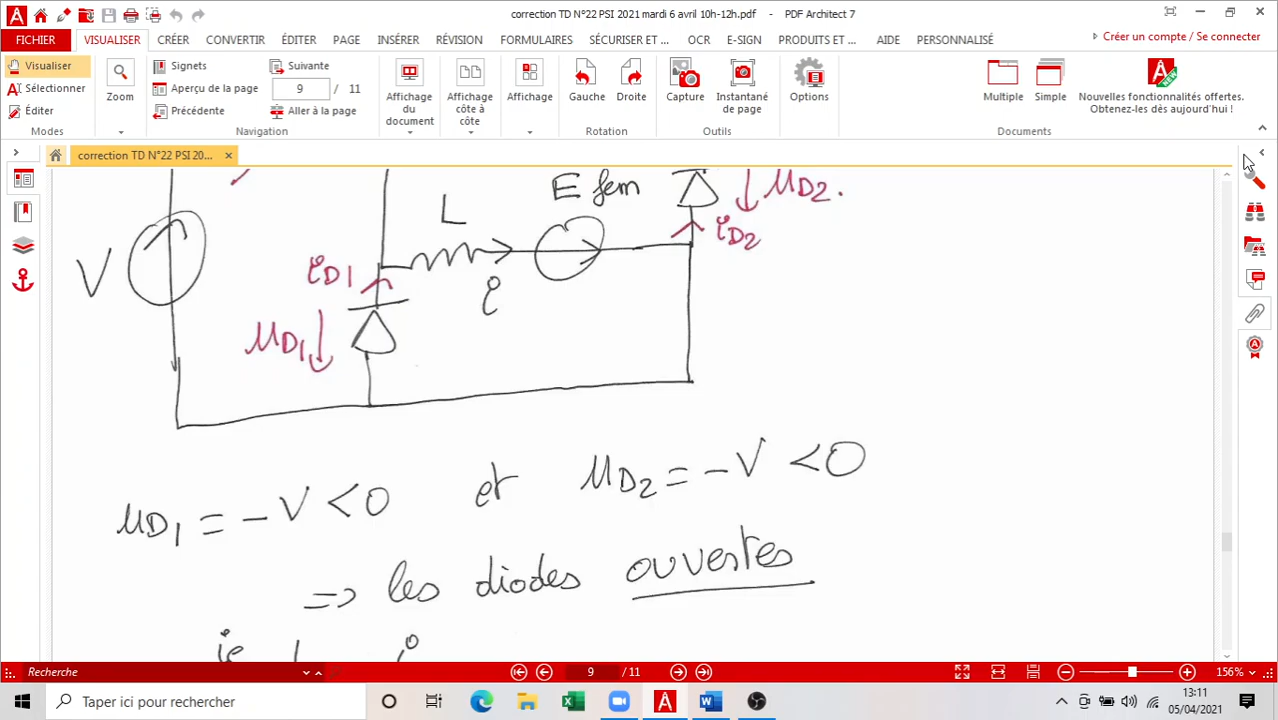 correction TD N°22 PSI 2021 mardi 6 avril 10h-12h.pdf - PDF Architect 7
FICHIER VISUALISER CRÉER CONVERTIR ÉDITER PAGE INSÉRER RÉVISION FORMULAIRES SÉCURISER ET ... OCR E-SSN PRODUITS ET ... AIDE PERSONNALISÉ Créer un compte / Se connecter
Visualiser Signets Suivante
Sélectionner Zoom Aperçu de la page 9 / 11 Affichage du document Affichage côte à côte Affichage Gauche Droite Capture Instantané de page Options Multiple Simple Nouvelles fonctionnalités offertes. Obtenez-les dès aujourd'hui !
Éditer Précédente Aller à la page
Modes Navigation Rotation Outils Documents
correction TD N°22 PSI 20...
E fem
uD2.
L
iD2
V
iD1
i
uD1
uD1 = -V < 0 et uD2 = -V < 0
=> les diodes ouvertes
ie
Recherche 9 / 11 156%
Taper ici pour rechercher
13:11
05/04/2021